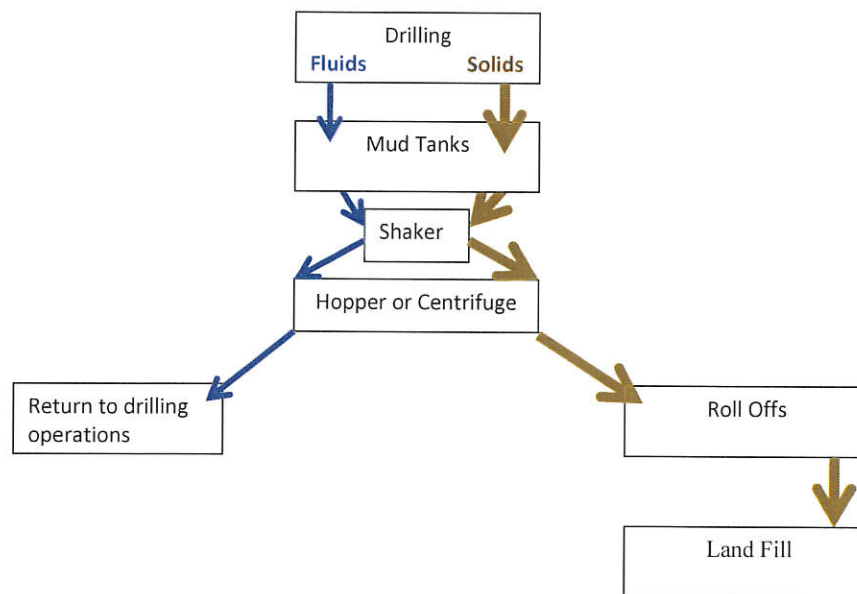 Drilling
Fluids Solids
Mud Tanks
Shaker
Hopper or Centrifuge
Return to drilling
operations
Roll Offs
Land Fill